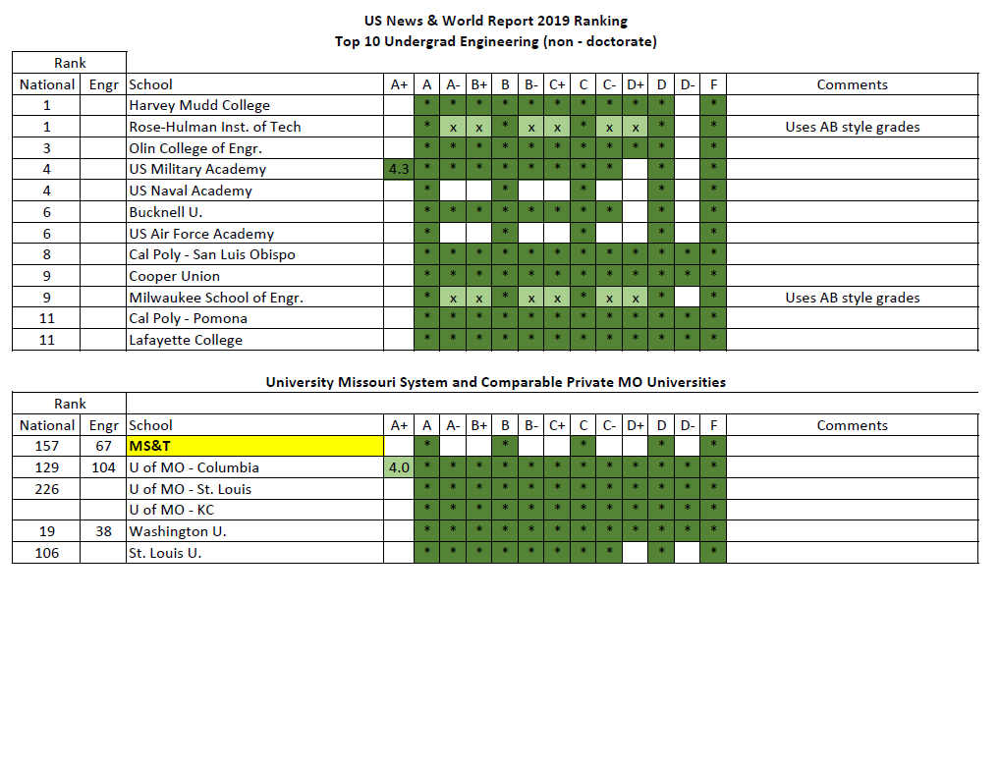 US News & World Report 2019 Ranking
Top 10 Undergrad Engineering (non - doctorate)
Rank
National Engr School A+ A A- B+ B B- C+ C C- D+ D D- F Comments
1 Harvey Mudd College * * * * * * * * * * *
1 Rose-Hulman Inst. of Tech * x x * x x * x x * * Uses AB style grades
3 Olin College of Engr. * * * * * * * * * * *
4 US Military Academy 4.3 * * * * * * * * * *
4 US Naval Academy * * * * *
6 Bucknell U. * * * * * * * * * *
6 US Air Force Academy * * * * *
8 Cal Poly - San Luis Obispo * * * * * * * * * * * *
9 Cooper Union * * * * * * * * * * * *
9 Milwaukee School of Engr. * x x * x x * x x * * Uses AB style grades
11 Cal Poly - Pomona * * * * * * * * * * * *
11 Lafayette College * * * * * * * * * * * *
University Missouri System and Comparable Private MO Universities
Rank
National Engr School A+ A A- B+ B B- C+ C C- D+ D D- F Comments
157 67 MS&T * * * * *
129 104 U of MO - Columbia 4.0 * * * * * * * * * * * *
226 U of MO - St. Louis * * * * * * * * * * * *
U of MO - KC * * * * * * * * * * * *
19 38 Washington U. * * * * * * * * * * * *
106 St. Louis U. * * * * * * * * * *